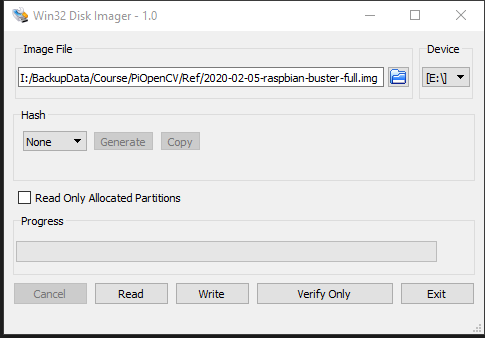 Win32 Disk Imager - 1.0
Image File
Device
I:/BackupData/Course/PiOpenCV/Ref/2020-02-05-raspbian-buster-full.img
[E:\]
Hash
None
Generate
Copy
Read Only Allocated Partitions
Progress
Cancel
Read
Write
Verify Only
Exit